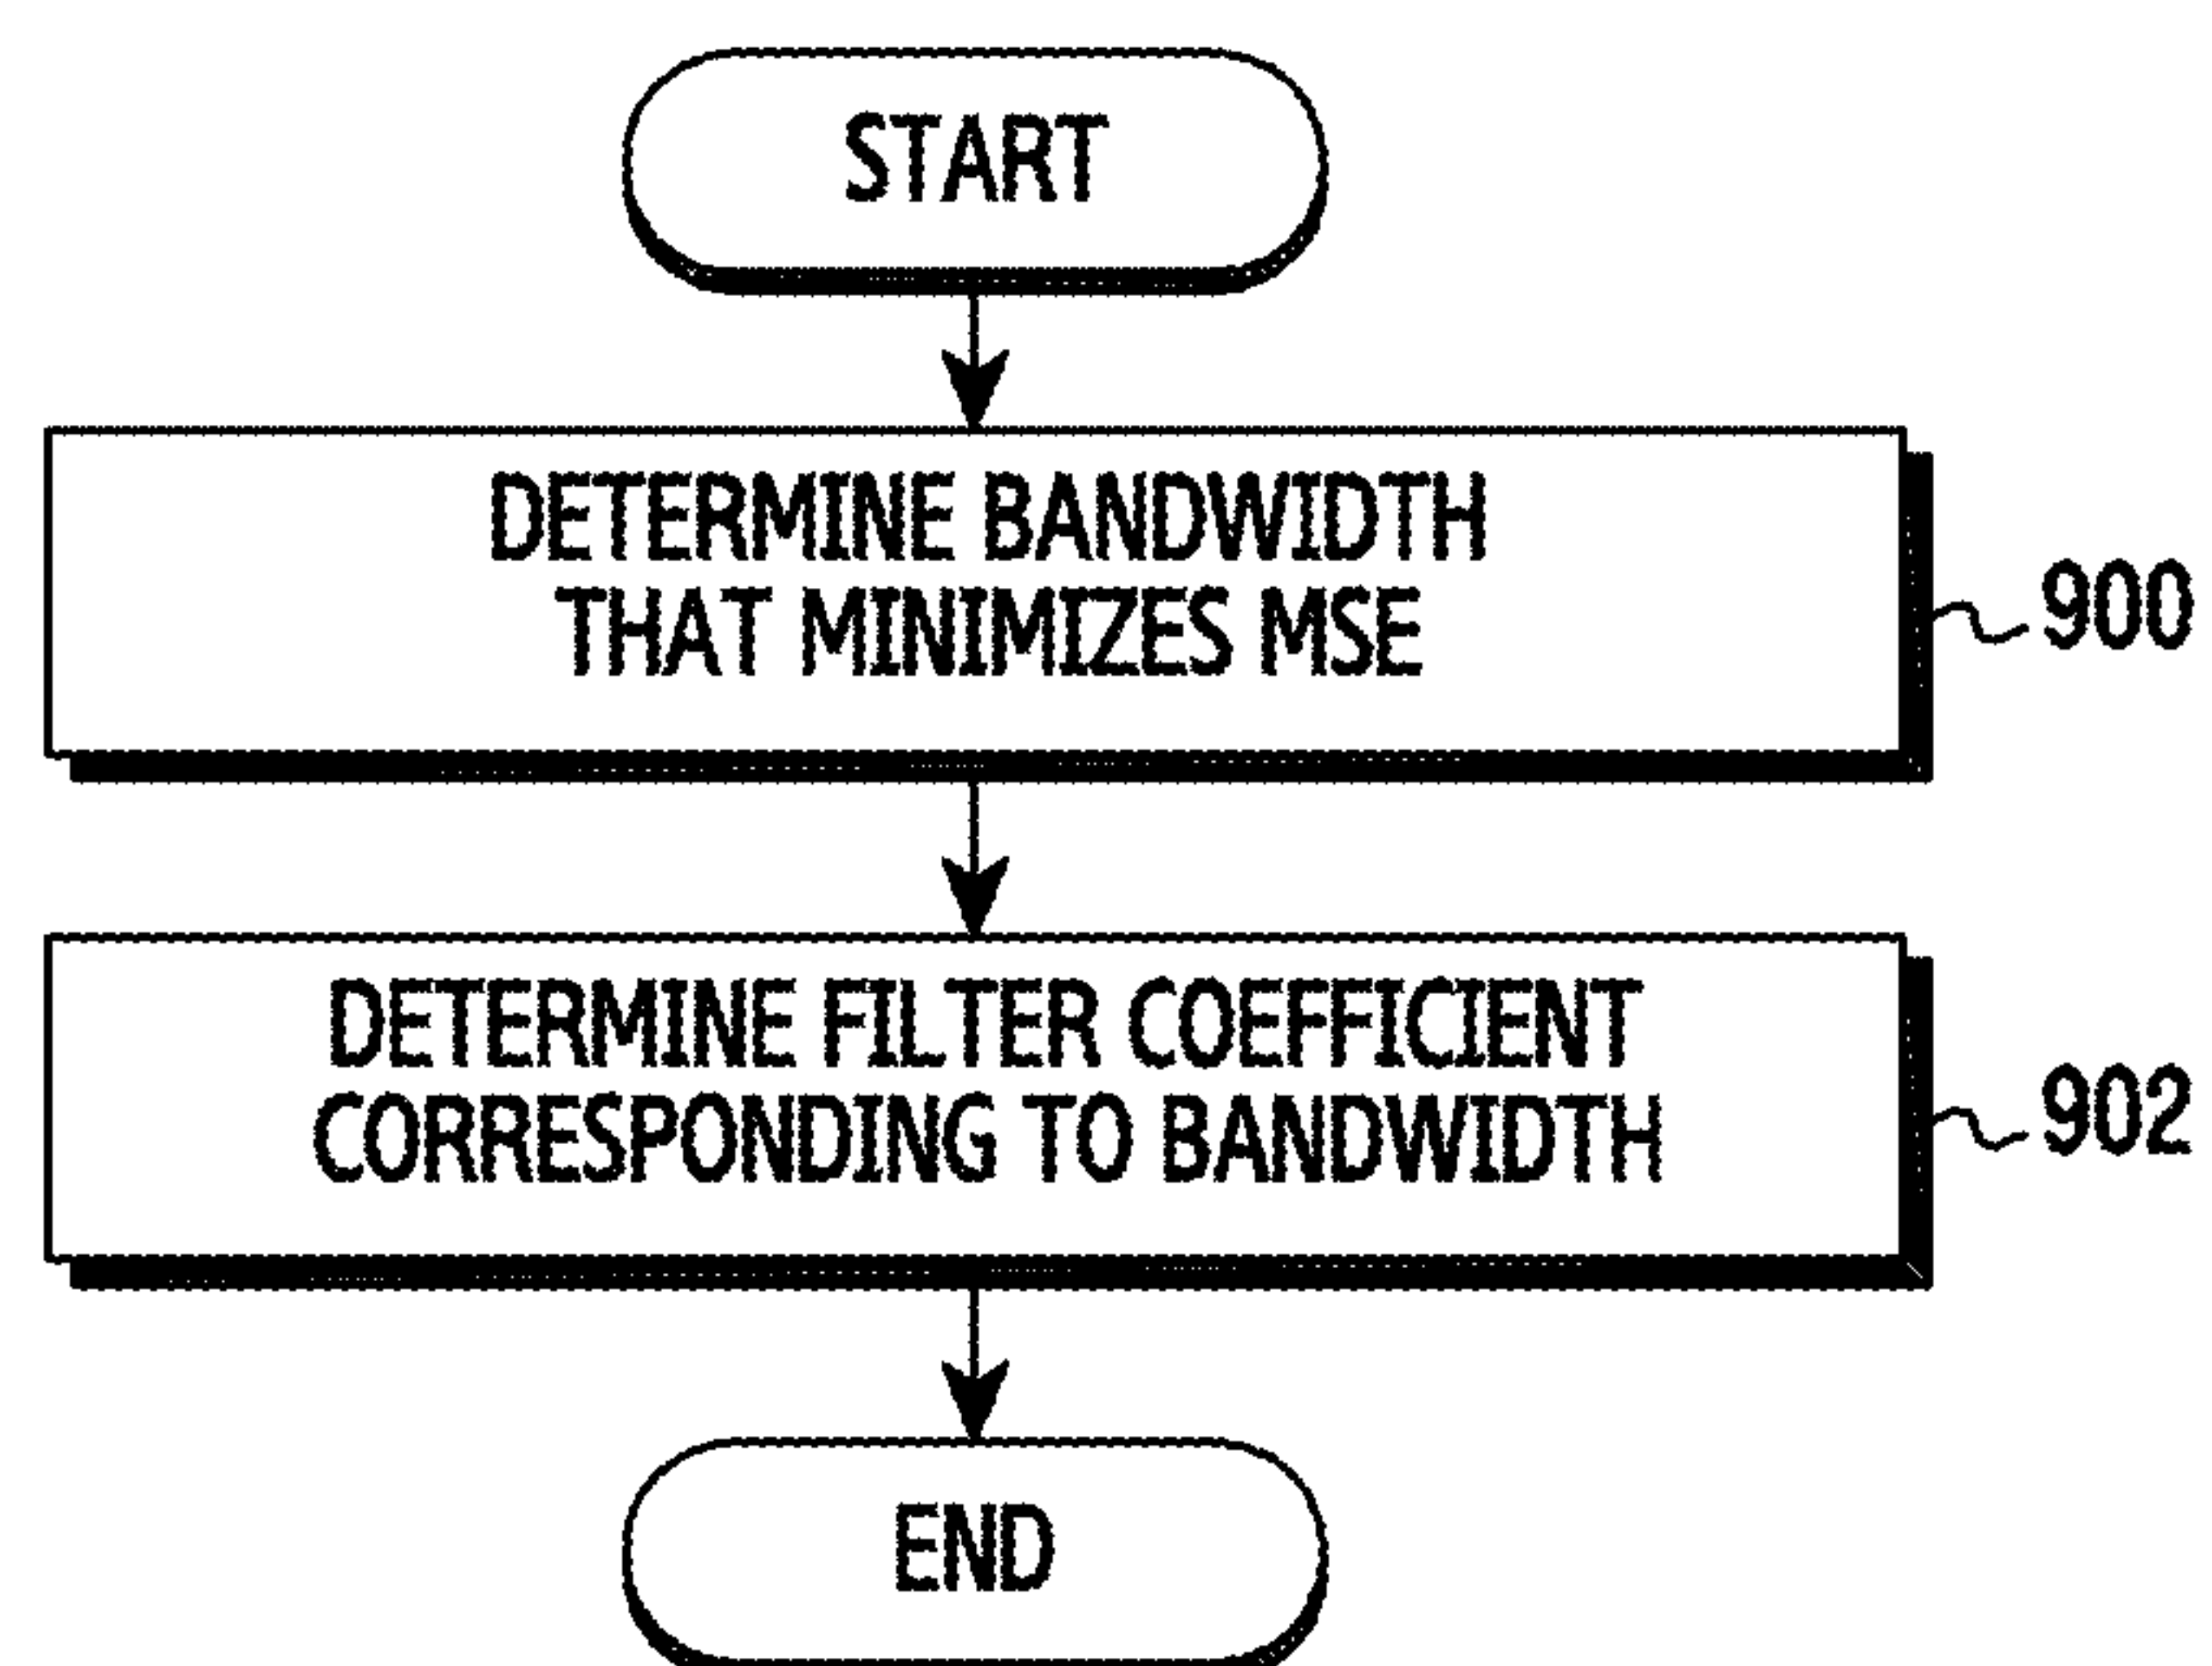 START
DETERMINE BANDWIDTH
THAT MINIMIZES MSE
900
DETERMINE FILTER COEFFICIENT
CORRESPONDING TO BANDWIDTH
902
END